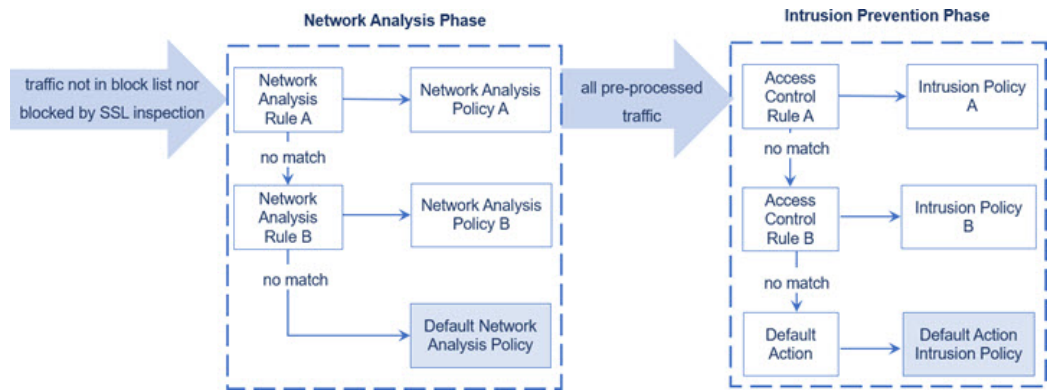 Network Analysis Phase
Intrusion Prevention Phase
traffic not in block list nor
blocked by SSL inspection
Network
Analysis
Rule A
Network Analysis
Policy A
no match
Network
Analysis
Rule B
Network Analysis
Policy B
no match
Default Network
Analysis Policy
all pre-processed
traffic
Access
Control
Rule A
Intrusion Policy
A
no match
Access
Control
Rule B
Intrusion Policy
B
no match
Default
Action
Default Action
Intrusion Policy